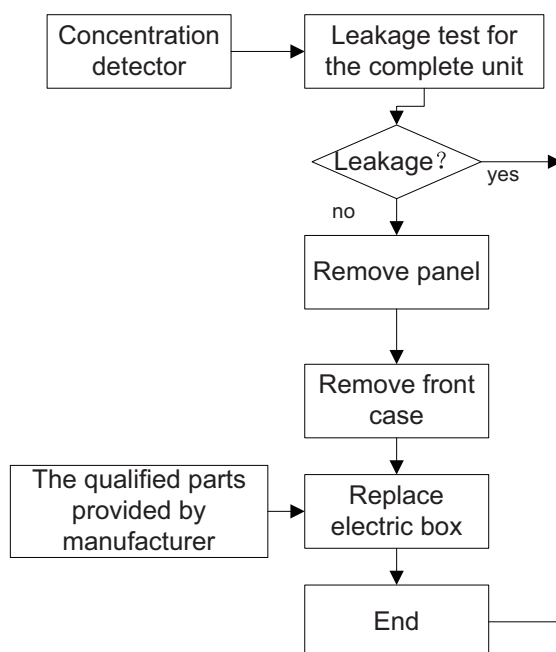 Concentration
detector
Leakage test for
the complete unit
Leakage？
yes
no
Remove panel
Remove front
case
The qualified parts
provided by
manufacturer
Replace
electric box
End